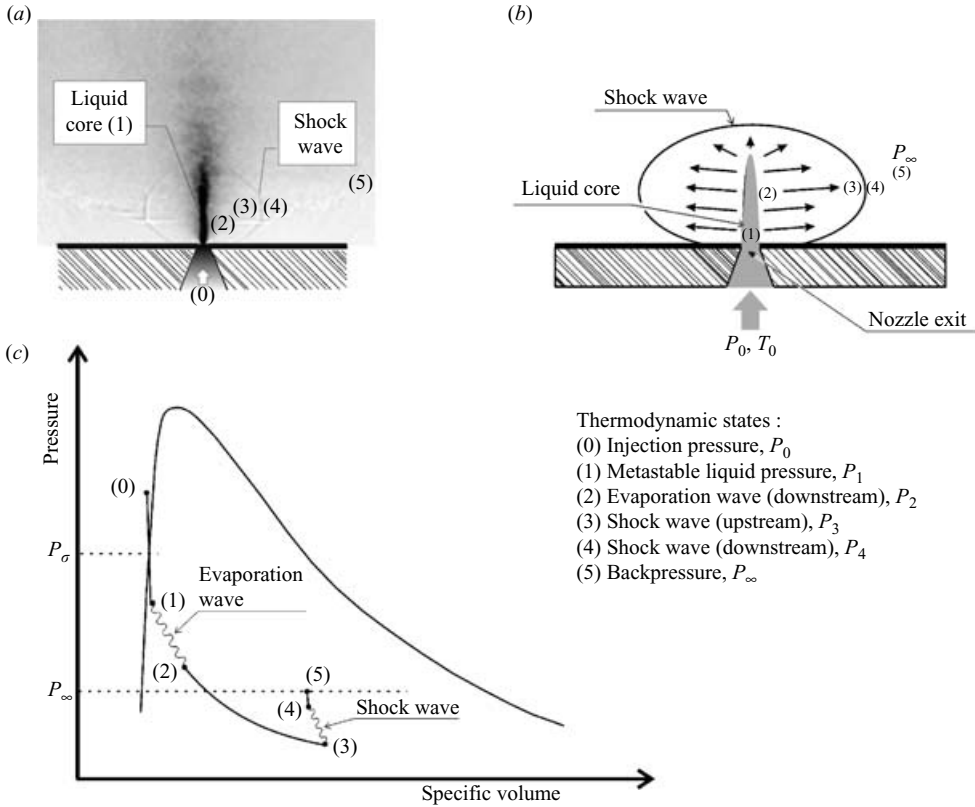 (a)
Liquid
core (1)
Shock
wave
(5)
(3)
(4)
(2)
(0)
(b)
Shock wave
P∞
(5)
Liquid core
(2)
(3)
(4)
(1)
Nozzle exit
P0, T0
(c)
Pressure
(0)
Pσ
Evaporation
wave
(1)
(2)
P∞
(5)
(4)
Shock wave
(3)
Specific volume
Thermodynamic states :
(0) Injection pressure, P0
(1) Metastable liquid pressure, P1
(2) Evaporation wave (downstream), P2
(3) Shock wave (upstream), P3
(4) Shock wave (downstream), P4
(5) Backpressure, P∞